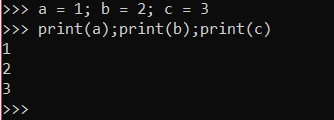 >>> a = 1; b = 2; c = 3
>>> print(a);print(b);print(c)
1
2
3
>>>